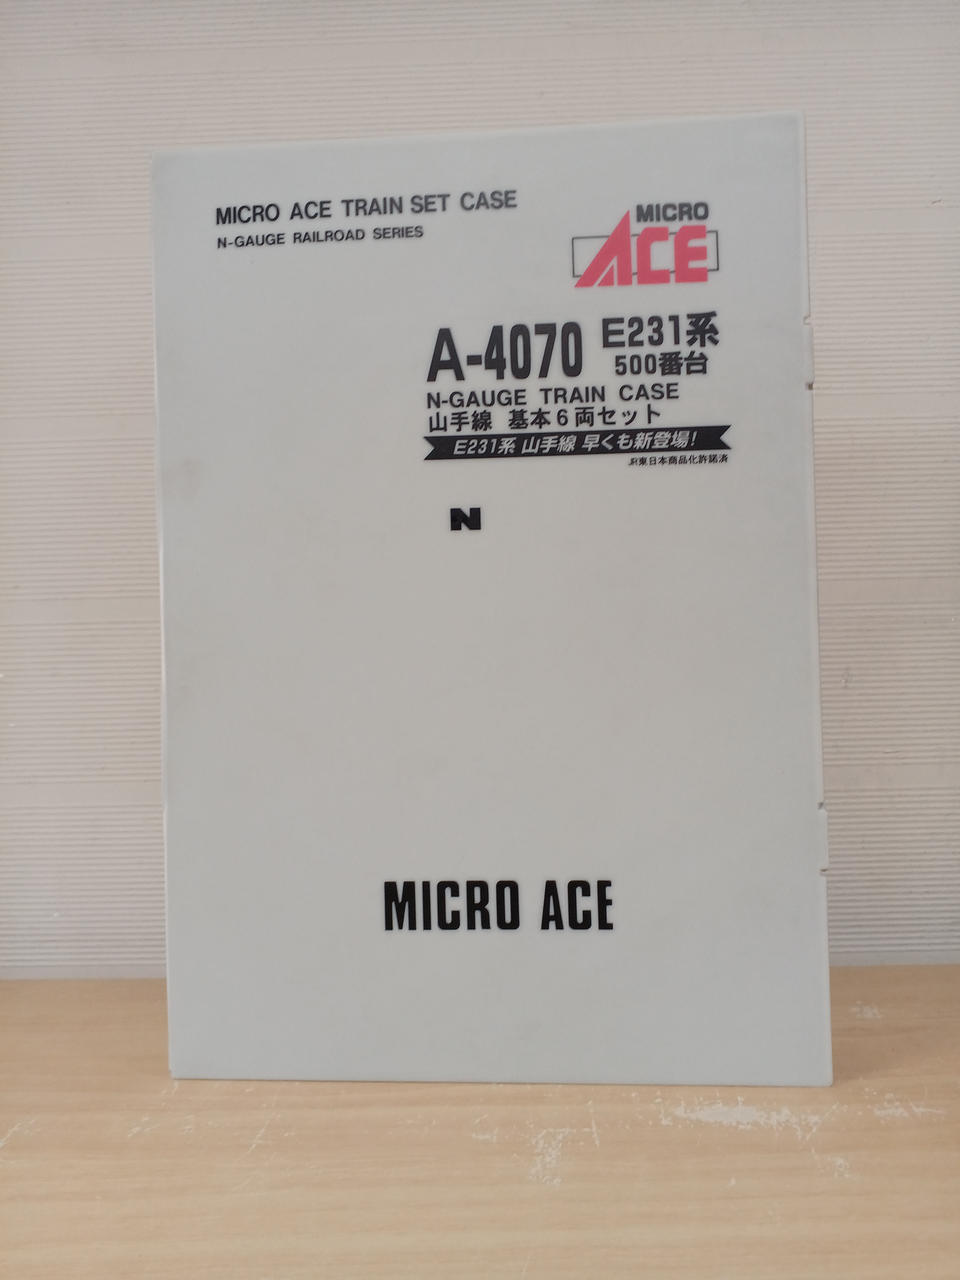 MICRO ACE TRAIN SET CASE
N-GAUGE RAILROAD SERIES
MICRO
ACE
A-4070 E231系
500番台
N-GAUGE TRAIN CASE
山手線 基本6両セット
E231系 山手線 早くも新登場!
JR東日本商品化許諾済
N
MICRO ACE